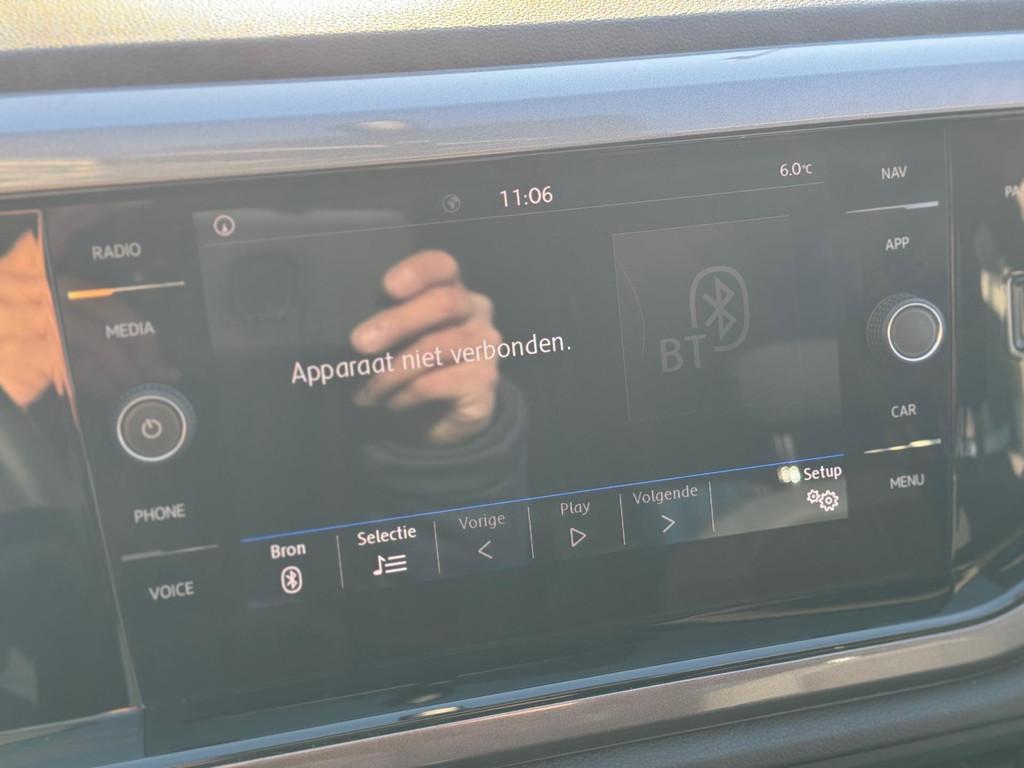 11:06
6.0°C
NAV
RADIO
APP
MEDIA
Apparaat niet verbonden.
BT
CAR
PHONE
MENU
VOICE
Bron
Selectie
Vorige
Play
Volgende
Setup